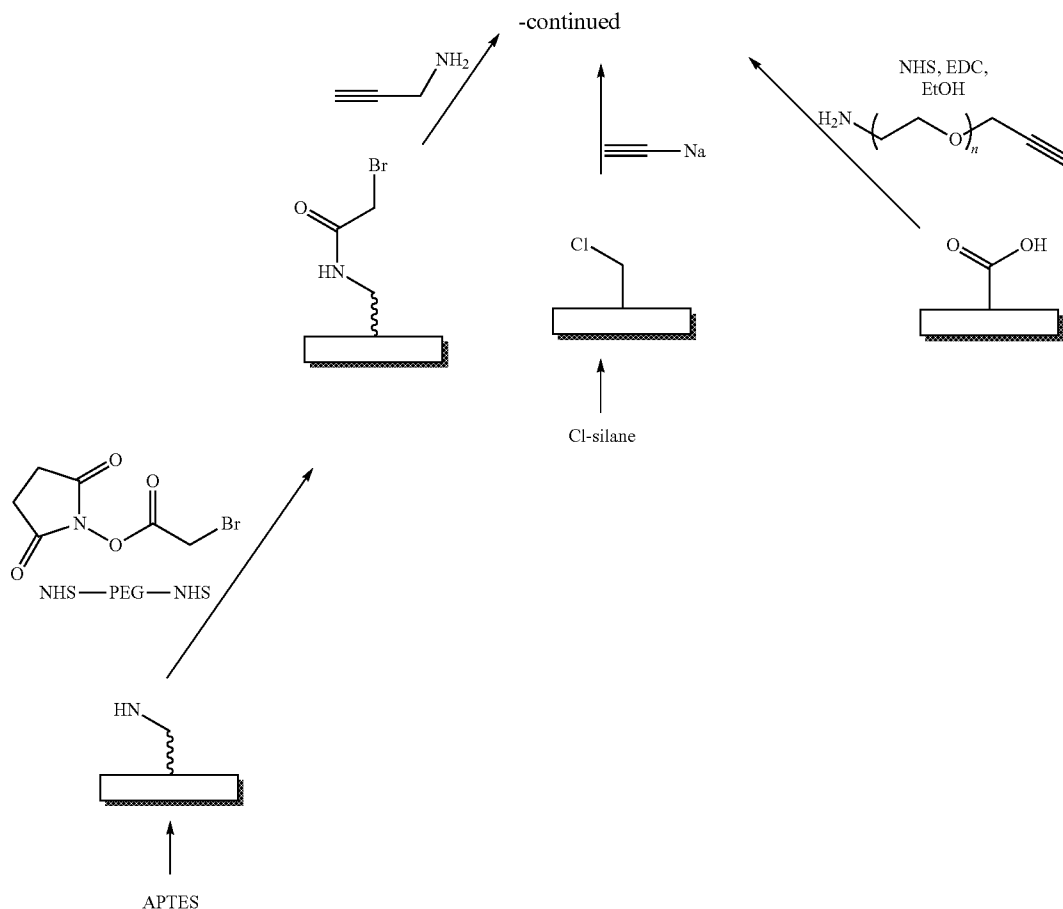 -continued
NH2
NHS, EDC,
EtOH
H2N
O
n
Na
Br
O
HN
Cl
O
OH
Cl-silane
O
O
N
O
Br
O
NHS—PEG—NHS
HN
APTES